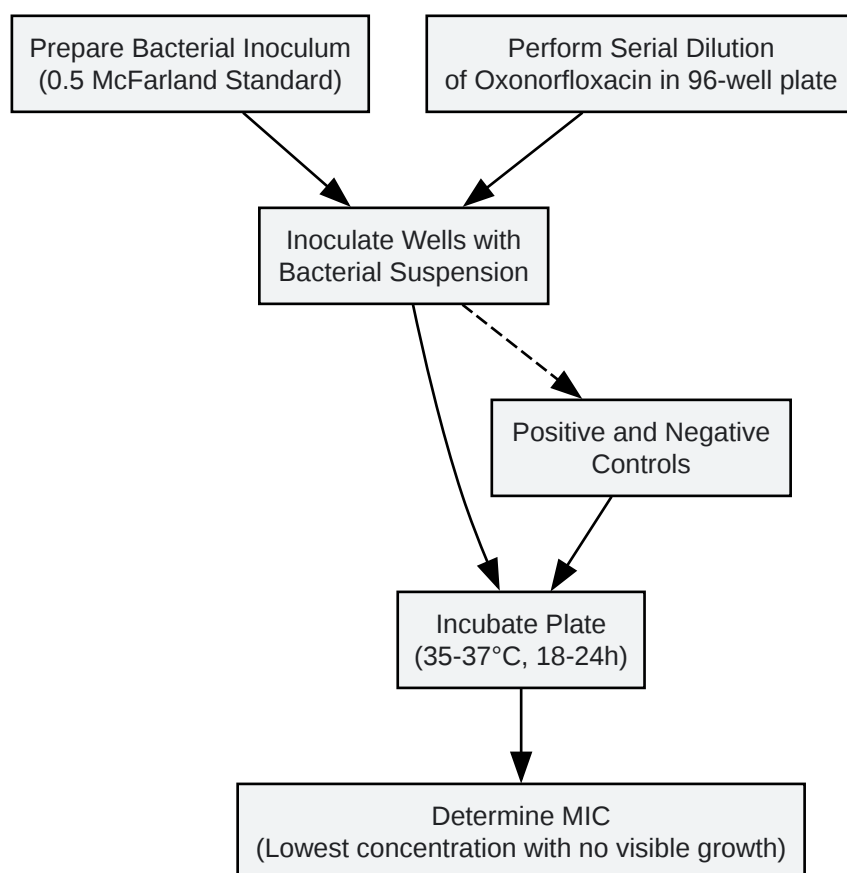 Prepare Bacterial Inoculum
(0.5 McFarland Standard)
Perform Serial Dilution
of Oxonorfloxacin in 96-well plate
Inoculate Wells with
Bacterial Suspension
Positive and Negative
Controls
Incubate Plate
(35-37°C, 18-24h)
Determine MIC
(Lowest concentration with no visible growth)